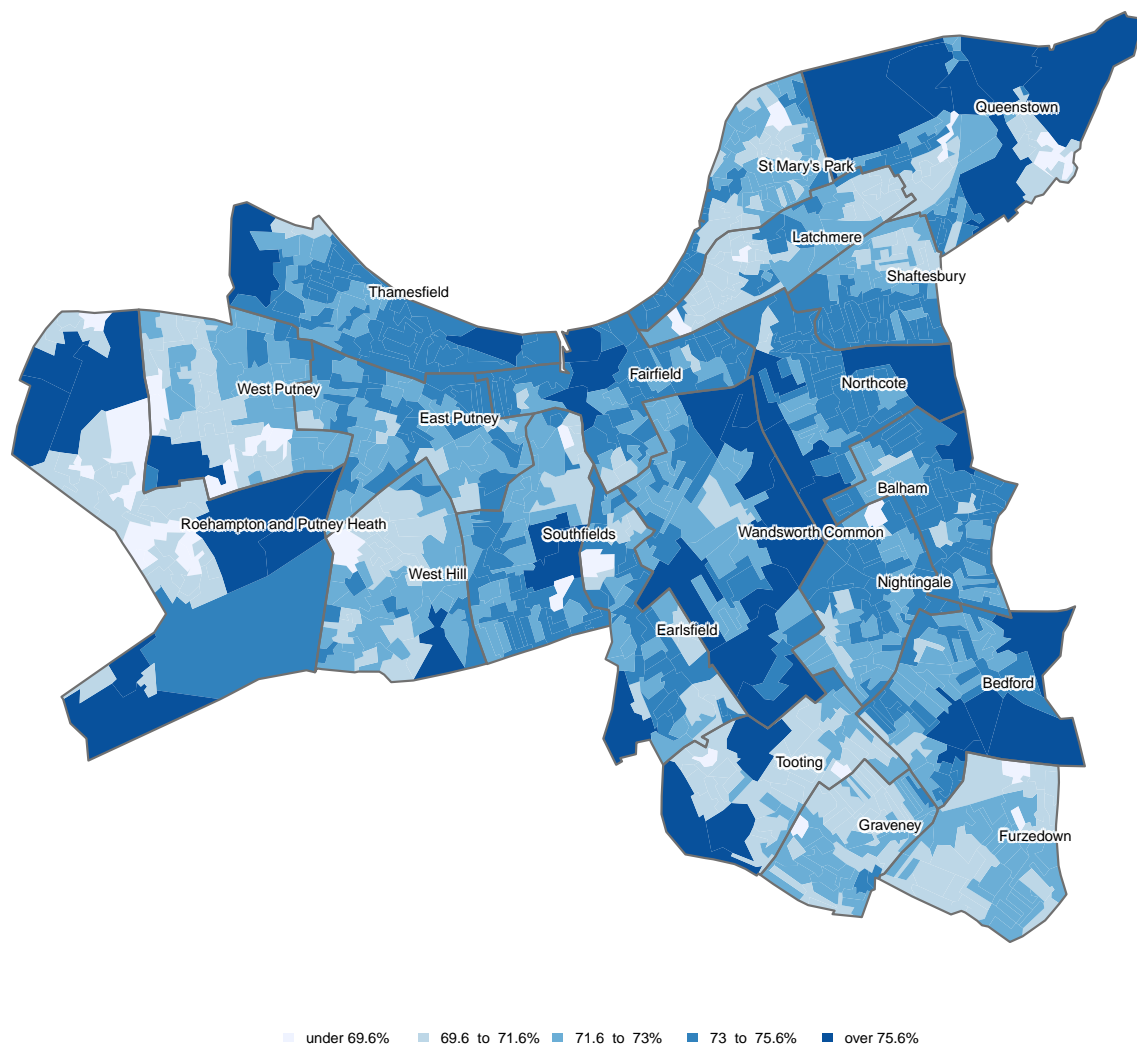 Queenstown
St Mary's Park
Latchmere
Shaftesbury
Thamesfield
Fairfield
Northcote
West Putney
East Putney
Balham
Roehampton and Putney Heath
Southfields
Wandsworth Common
West Hill
Nightingale
Earlsfield
Bedford
Tooting
Graveney
Furzedown
under 69.6% 69.6 to 71.6% 71.6 to 73% 73 to 75.6% over 75.6%